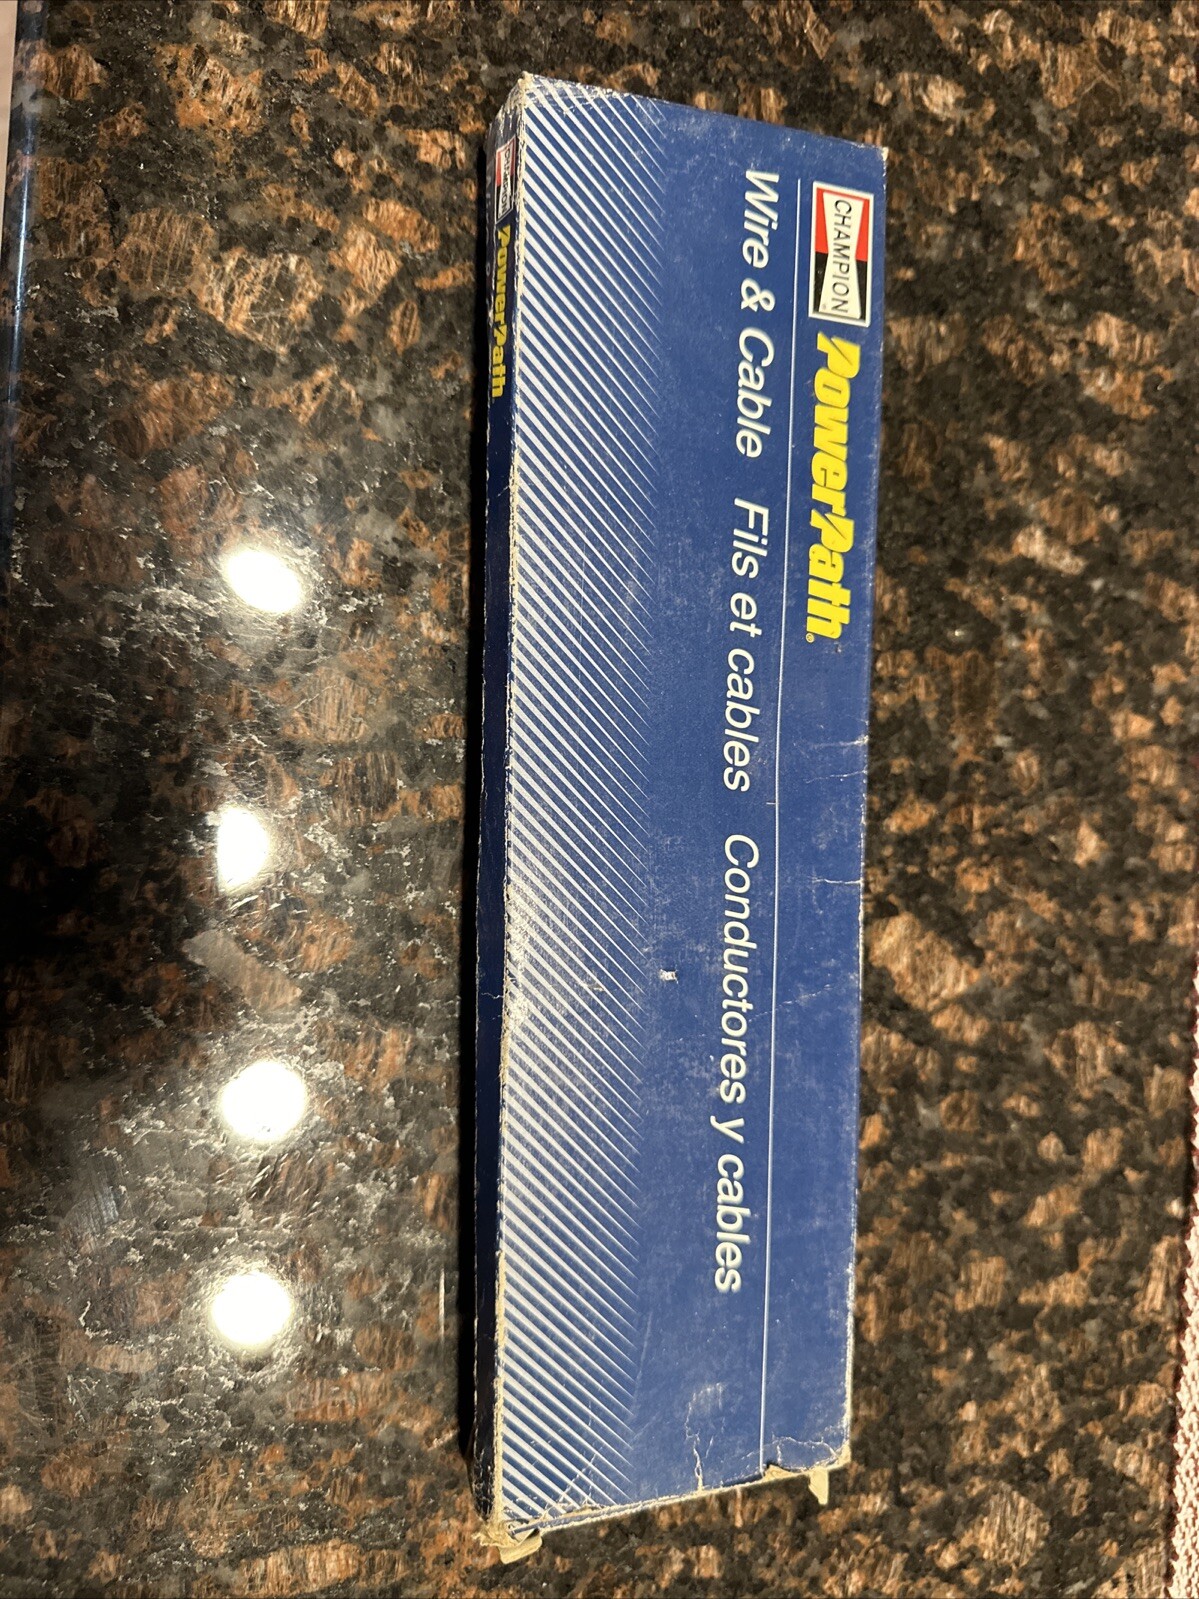 CHAMPION PowerPath®
Wire & Cable Fils et cables Conductores y cables
CHAMPION PowerPath